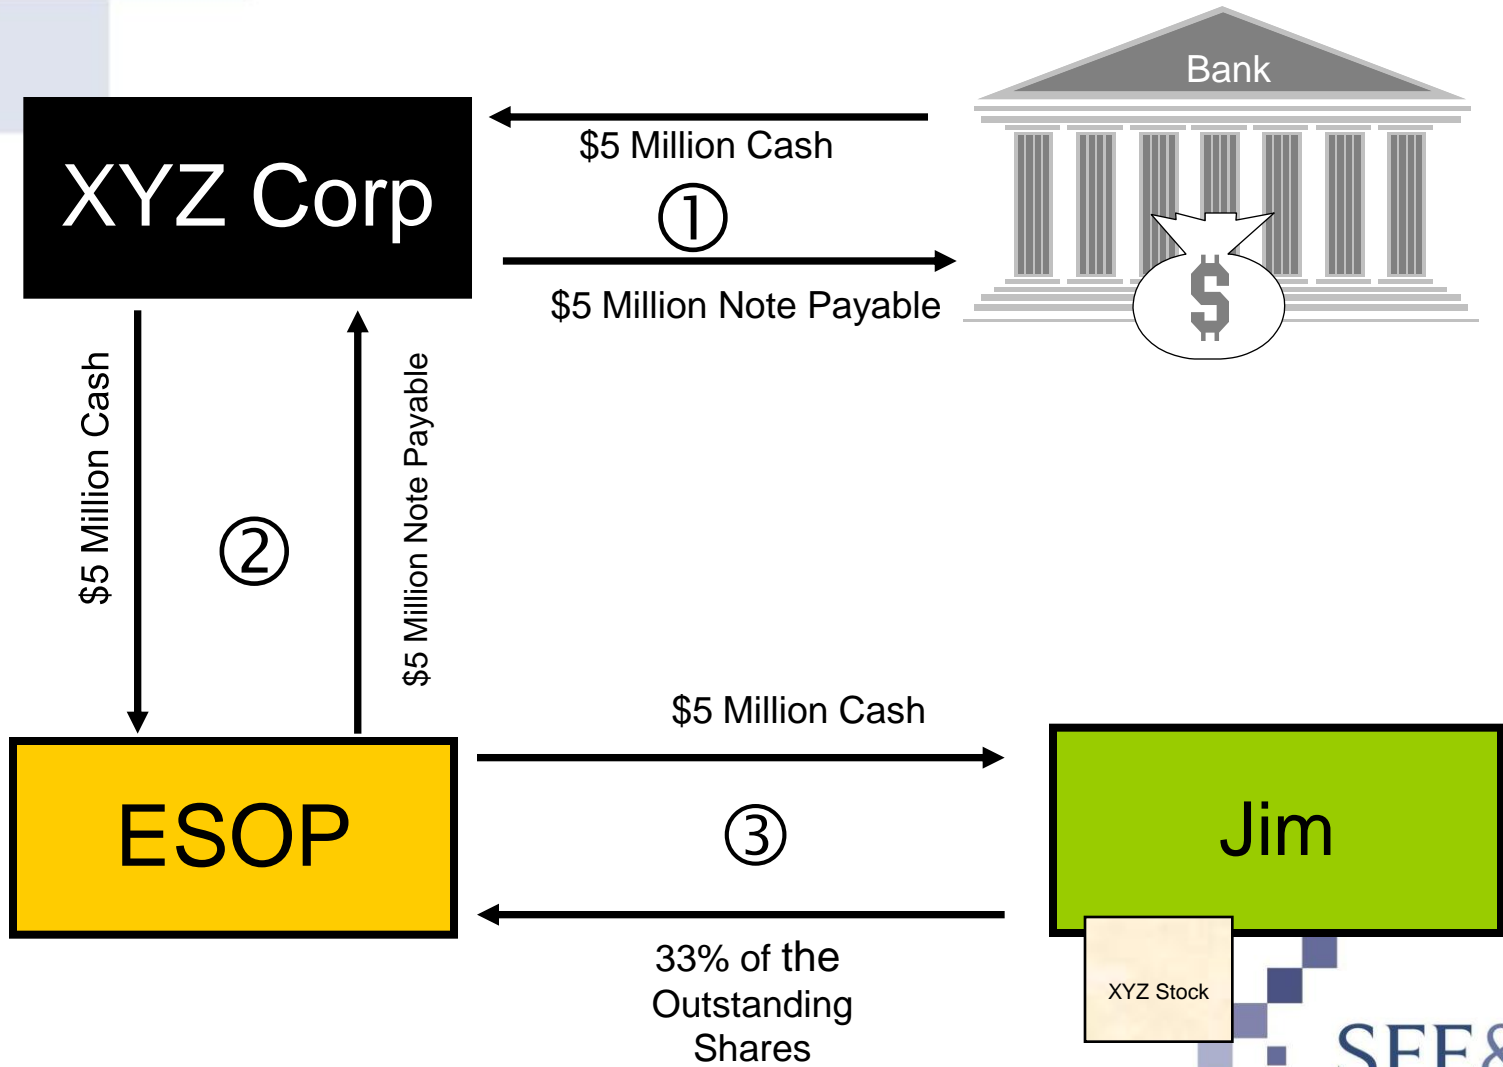 Bank
$5 Million Cash
XYZ Corp
①
$5 Million Note Payable
$
$5 Million Cash
②
$5 Million Note Payable
$5 Million Cash
ESOP
③
Jim
33% of the
Outstanding
Shares
XYZ Stock